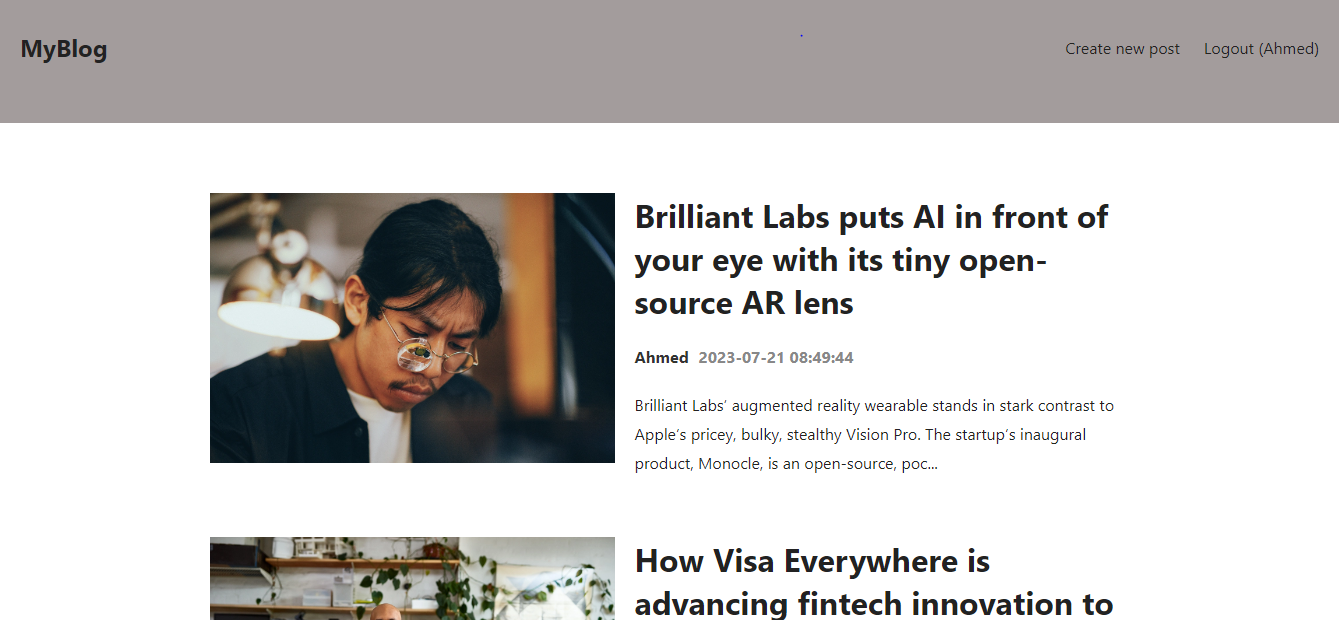 MyBlog
Create new post
Logout (Ahmed)
Brilliant Labs puts AI in front of
your eye with its tiny open-
source AR lens
Ahmed 2023-07-21 08:49:44
Brilliant Labs’ augmented reality wearable stands in stark contrast to
Apple’s pricey, bulky, stealthy Vision Pro. The startup’s inaugural
product, Monocle, is an open-source, poc...
How Visa Everywhere is
advancing fintech innovation to